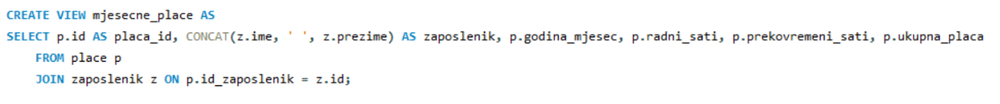 CREATE VIEW mjesecne_place AS
SELECT p.id AS placa_id, CONCAT(z.ime, ' ', z.prezime) AS zaposlenik, p.godina_mjesec, p.radni_sati, p.prekovremeni_sati, p.ukupna_placa
FROM place p
JOIN zaposlenik z ON p.id_zaposlenik = z.id;